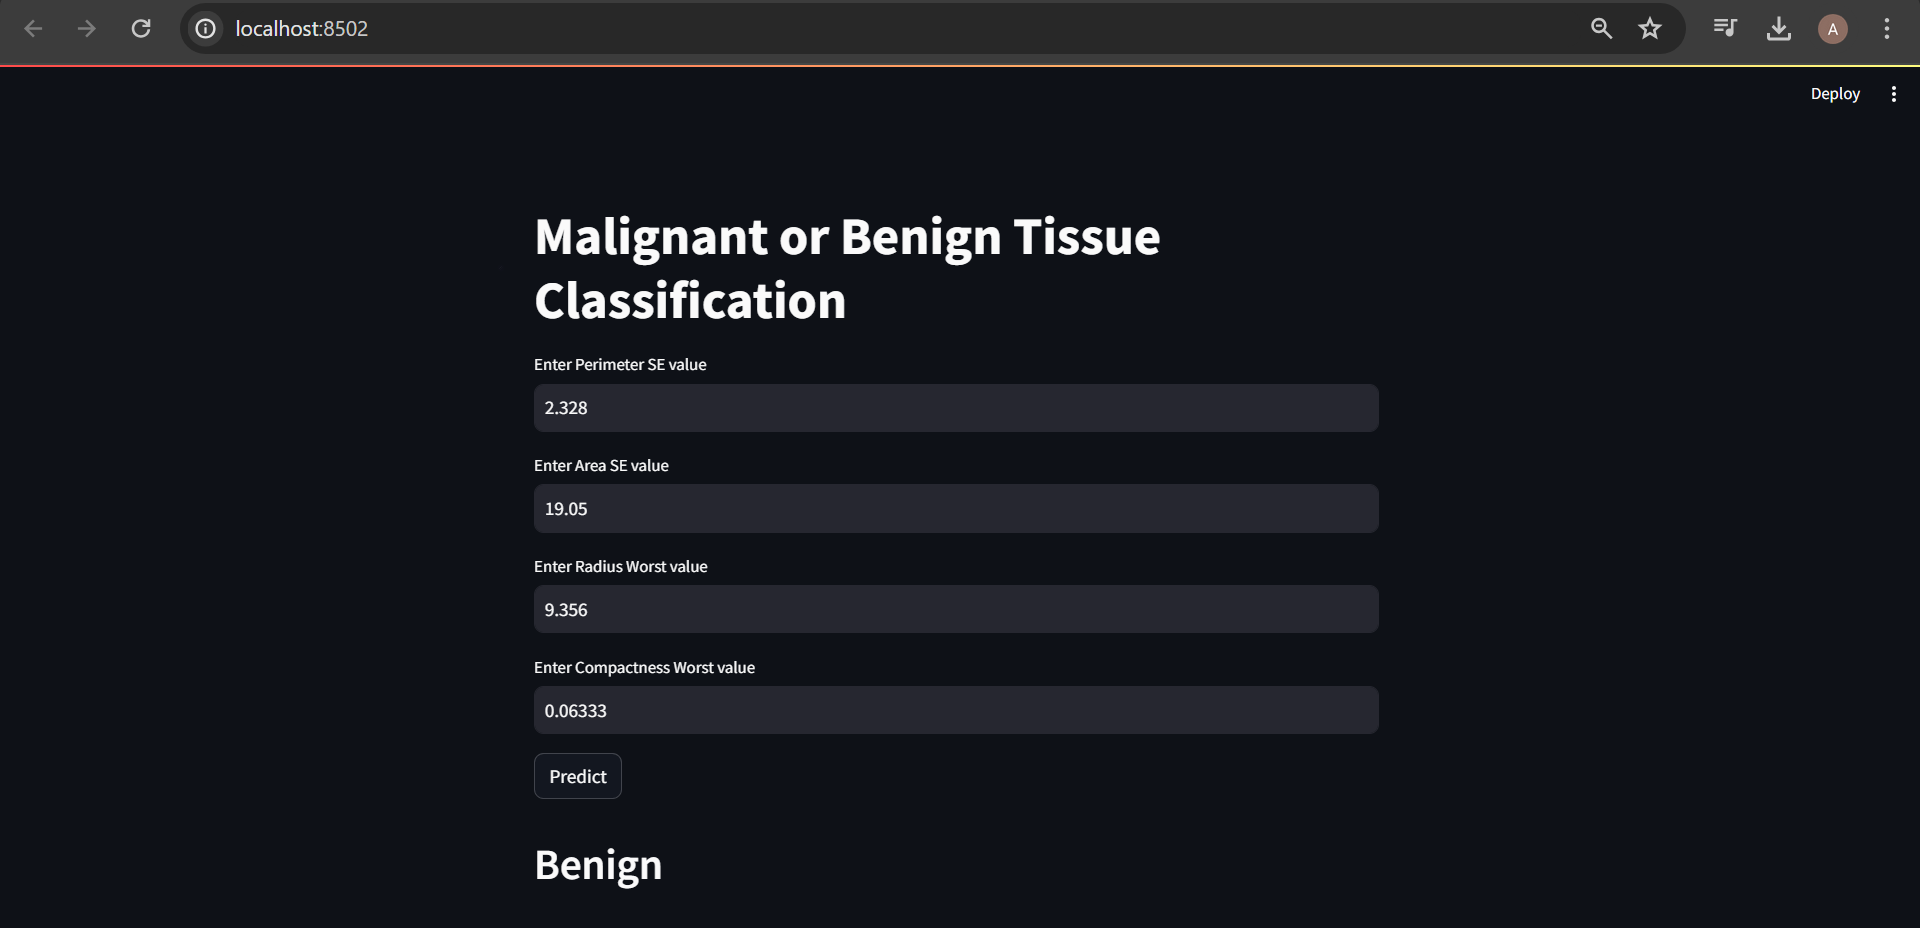 localhost:8502
A
Deploy
Malignant or Benign Tissue
Classification
Enter Perimeter SE value
2.328
Enter Area SE value
19.05
Enter Radius Worst value
9.356
Enter Compactness Worst value
0.06333
Predict
Benign